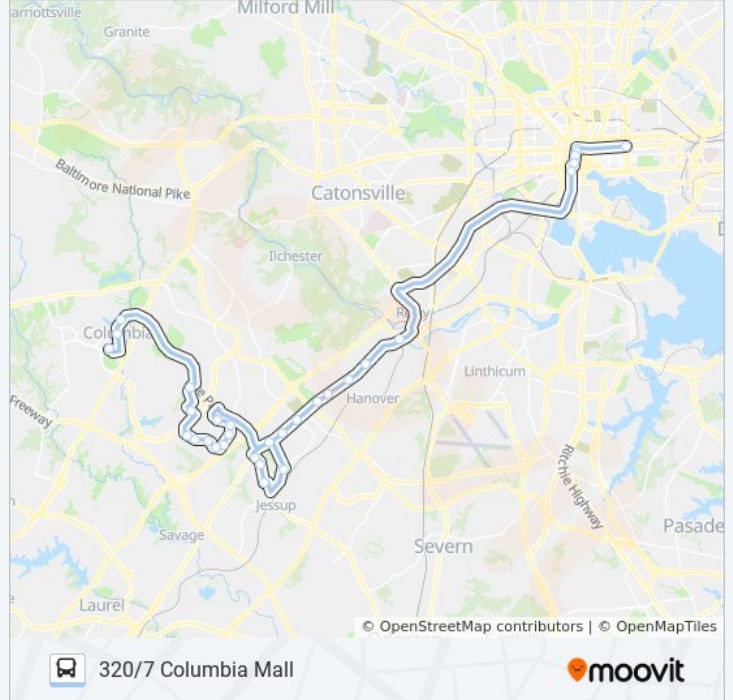 arriottsville
Milford Mill
Granite
Baltimore National Pike
Catonsville
Ilchester
Columbia
Linthicum
Hanover
Freeway
Ritchie Highway
Jessup
Pasade
Savage
Severn
Laurel
© OpenStreetMap contributors | © OpenMapTiles
320/7 Columbia Mall
moovit